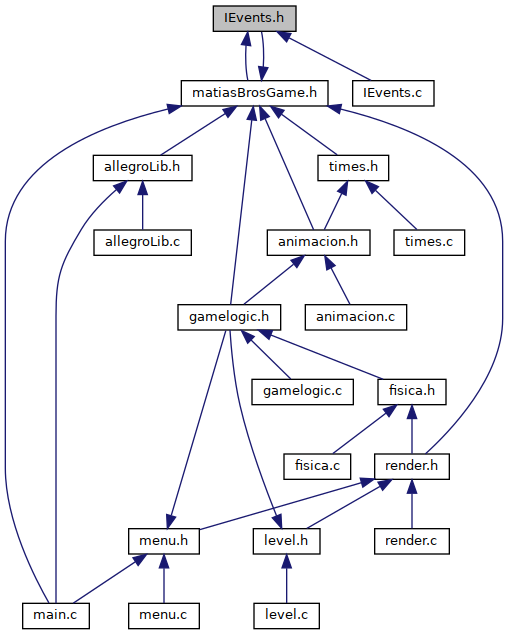 IEvents.h
matiasBrosGame.h
IEvents.c
allegroLib.h
times.h
allegroLib.c
animacion.h
times.c
gamelogic.h
animacion.c
gamelogic.c
fisica.h
fisica.c
render.h
menu.h
level.h
render.c
main.c
menu.c
level.c